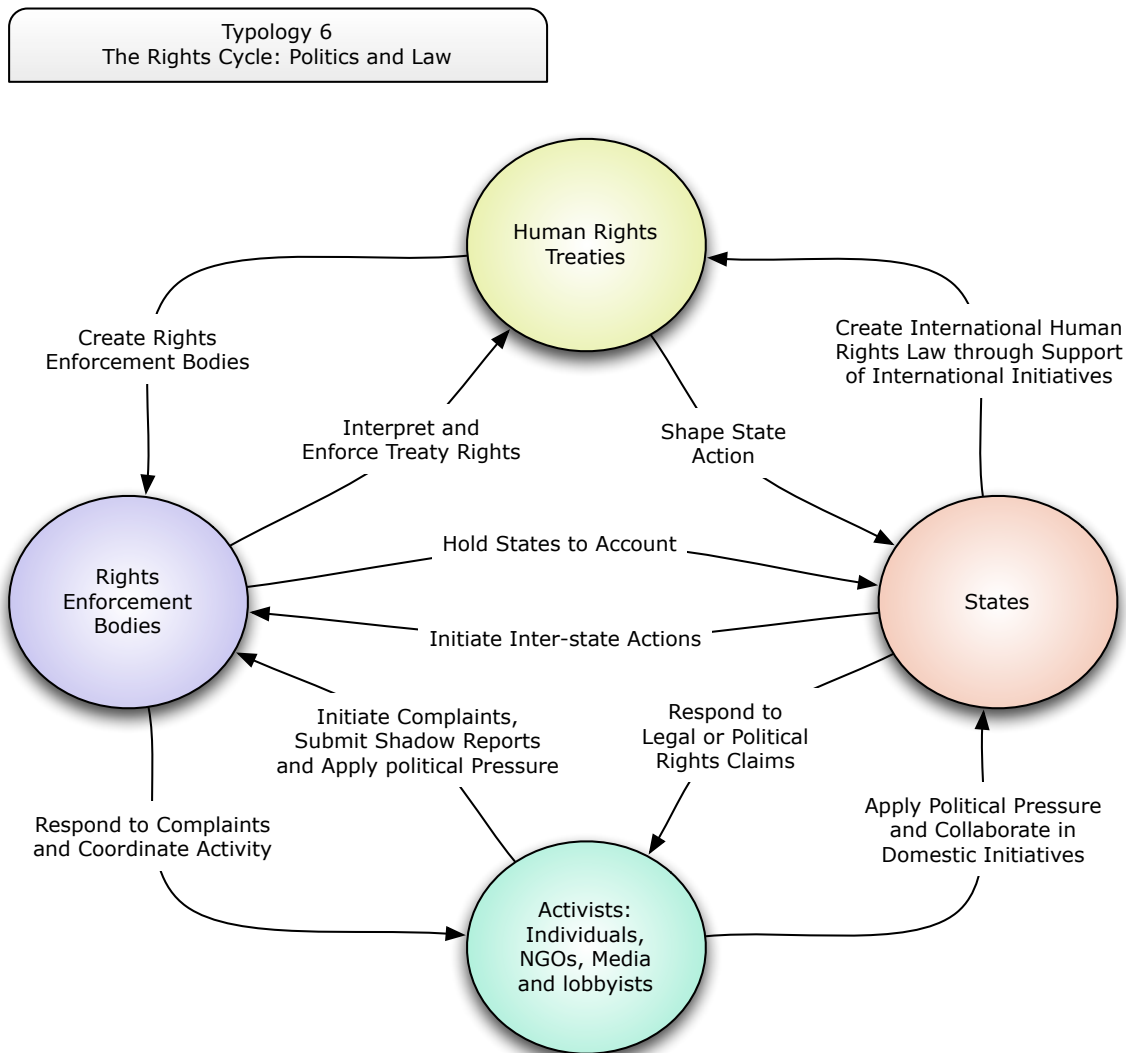 Typology 6
The Rights Cycle: Politics and Law
Human Rights
Treaties
Create Rights
Enforcement Bodies
Create International Human
Rights Law through Support
of International Initiatives
Interpret and
Enforce Treaty Rights
Shape State
Action
Hold States to Account
Rights
Enforcement
Bodies
States
Initiate Inter-state Actions
Initiate Complaints,
Submit Shadow Reports
and Apply political Pressure
Respond to
Legal or Political
Rights Claims
Respond to Complaints
and Coordinate Activity
Apply Political Pressure
and Collaborate in
Domestic Initiatives
Activists:
Individuals,
NGOs, Media
and lobbyists